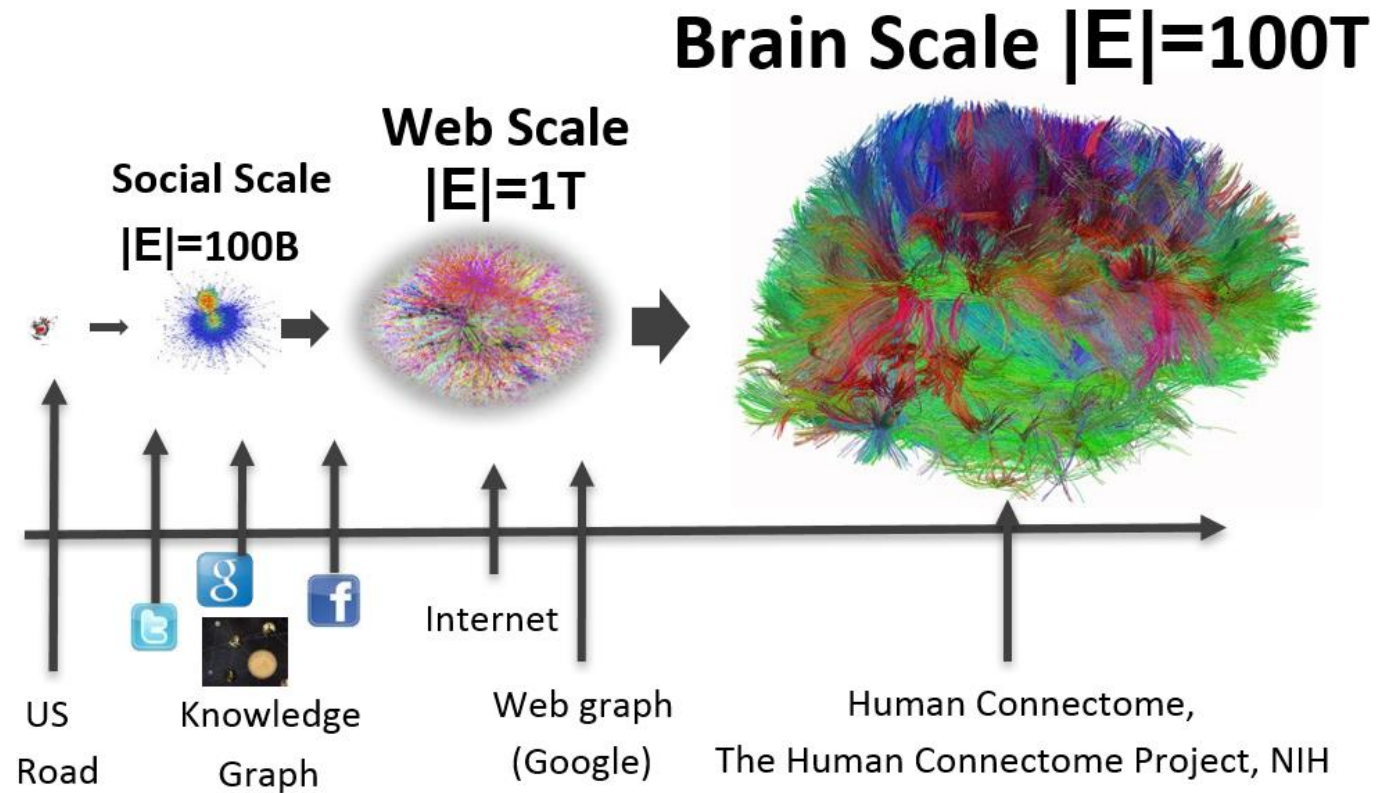 Brain Scale |E|=100T
Web Scale
|E|=1T
Social Scale
|E|=100B
g
f
t
Internet
US
Road
Knowledge
Graph
Web graph
(Google)
Human Connectome,
The Human Connectome Project, NIH